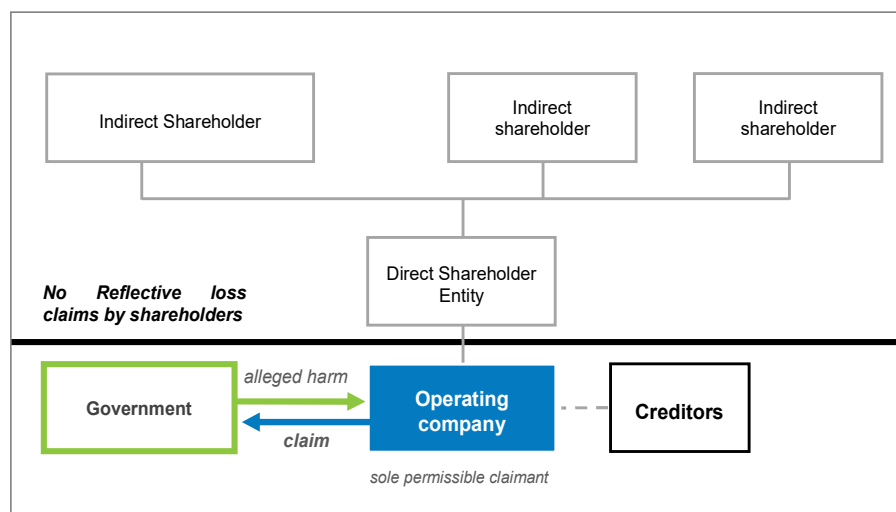 Indirect Shareholder
Indirect
shareholder
Indirect
shareholder
Direct Shareholder
Entity
No Reflective loss
claims by shareholders
alleged harm
Government
Operating
company
Creditors
claim
sole permissible claimant